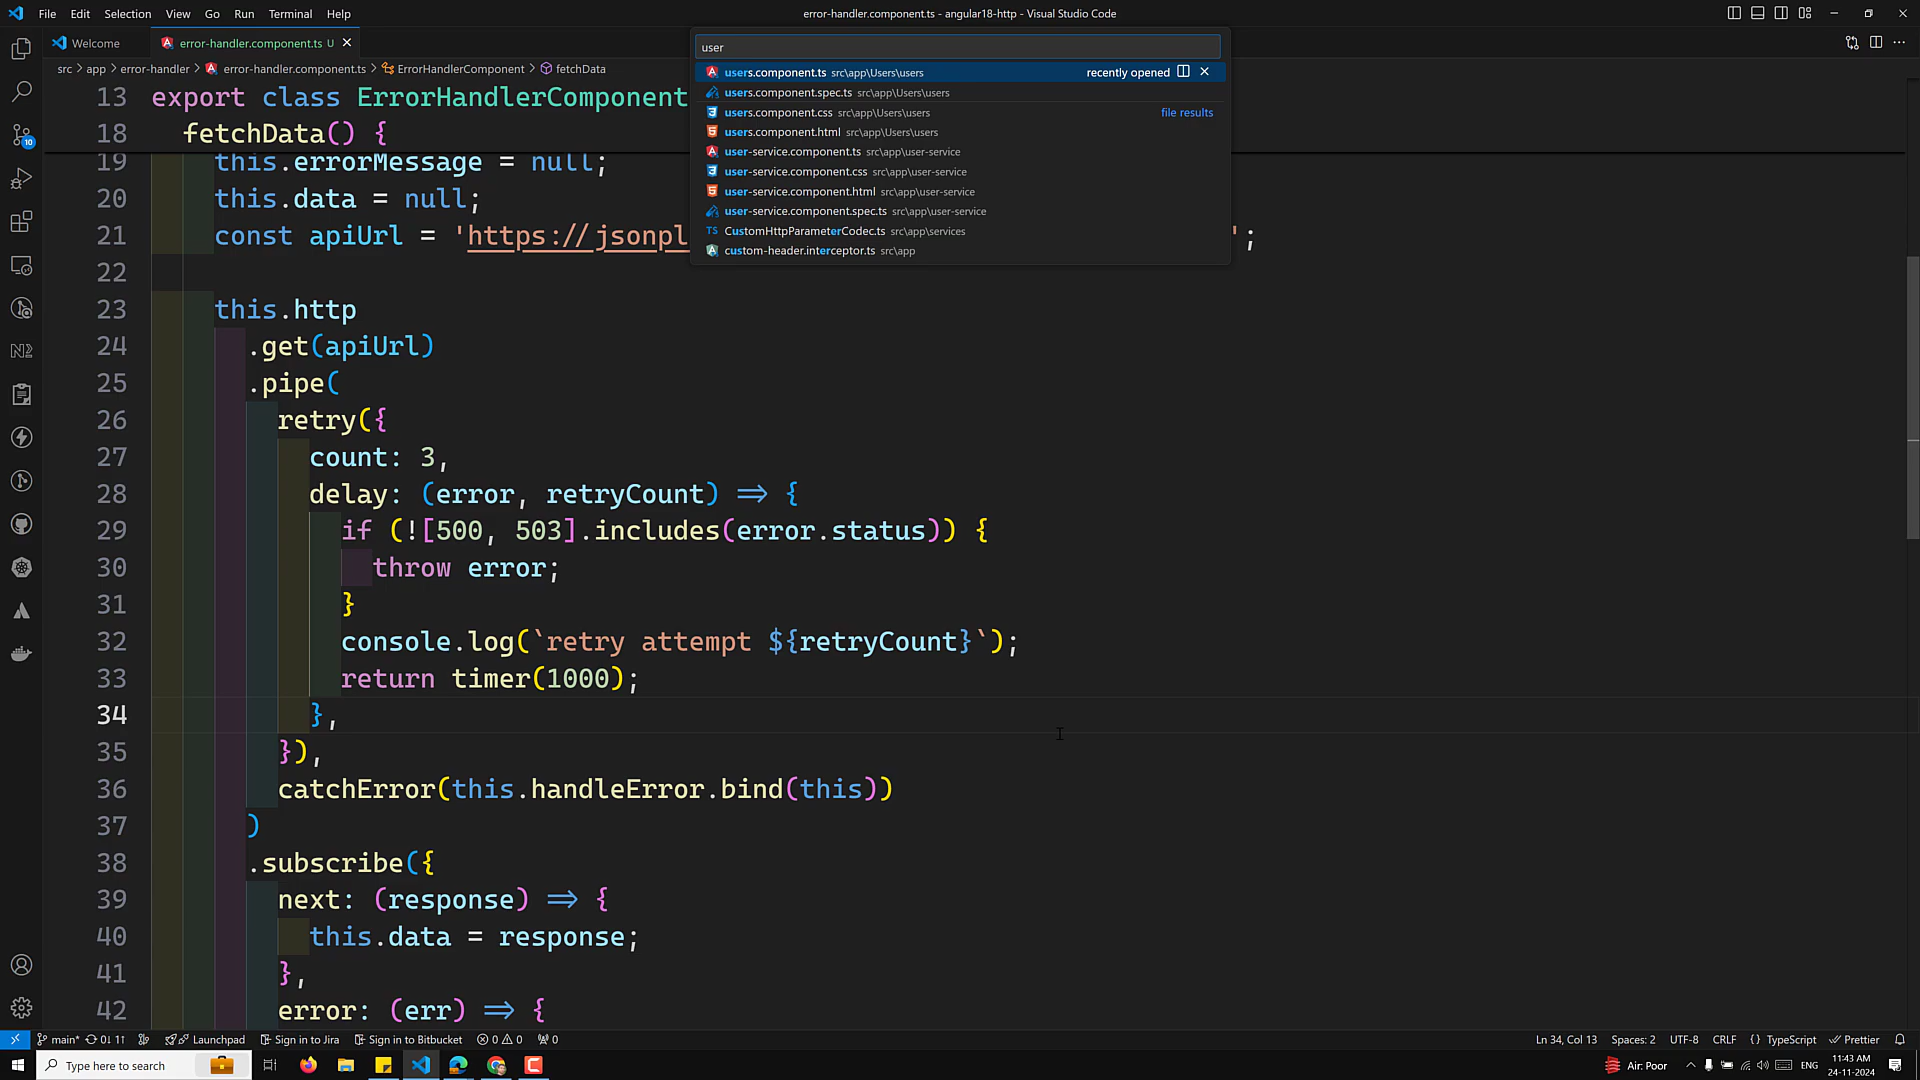 File Edit Selection View Go Run Terminal Help error-handler.component.ts - angular18-http - Visual Studio Code
Welcome error-handler.component.ts U
src > app > error-handler > error-handler.component.ts > ErrorHandlerComponent > fetchData
user
users.component.ts src\app\Users\users recently opened
users.component.spec.ts src\app\Users\users
users.component.css src\app\Users\users file results
users.component.html src\app\Users\users
user-service.component.ts src\app\user-service
user-service.component.css src\app\user-service
user-service.component.html src\app\user-service
user-service.component.spec.ts src\app\user-service
CustomHttpParameterCodec.ts src\app\services
custom-header.interceptor.ts src\app
13 export class ErrorHandlerComponent
18 fetchData() {
19 this.errorMessage = null;
20 this.data = null;
21 const apiUrl = 'https://jsonpl ';
22
23 this.http
24 .get(apiUrl)
25 .pipe(
26 retry({
27 count: 3,
28 delay: (error, retryCount) => {
29 if (![500, 503].includes(error.status)) {
30 throw error;
31 }
32 console.log(`retry attempt ${retryCount}`);
33 return timer(1000);
34 },
35 }),
36 catchError(this.handleError.bind(this))
37 )
38 .subscribe({
39 next: (response) => {
40 this.data = response;
41 },
42 error: (err) => {
10
main* 0↓ 1↑ Launchpad Sign in to Jira Sign in to Bitbucket 0 0 0 Ln 34, Col 13 Spaces: 2 UTF-8 CRLF {} TypeScript Prettier
Type here to search Air: Poor ENG 11:43 AM
24-11-2024